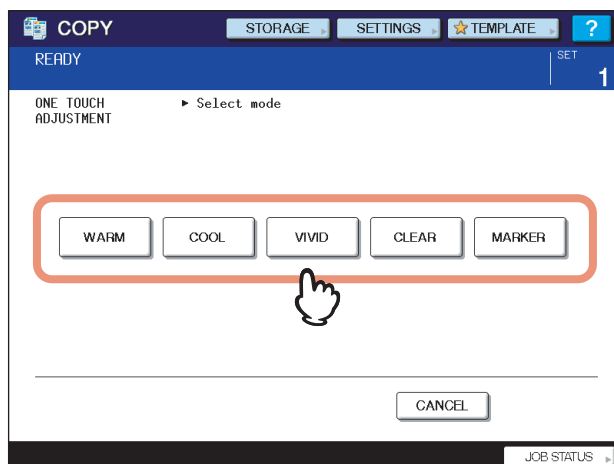 COPY STORAGE SETTINGS TEMPLATE ?
READY SET
1
ONE TOUCH ► Select mode
ADJUSTMENT
WARM COOL VIVID CLEAR MARKER
CANCEL
JOB STATUS